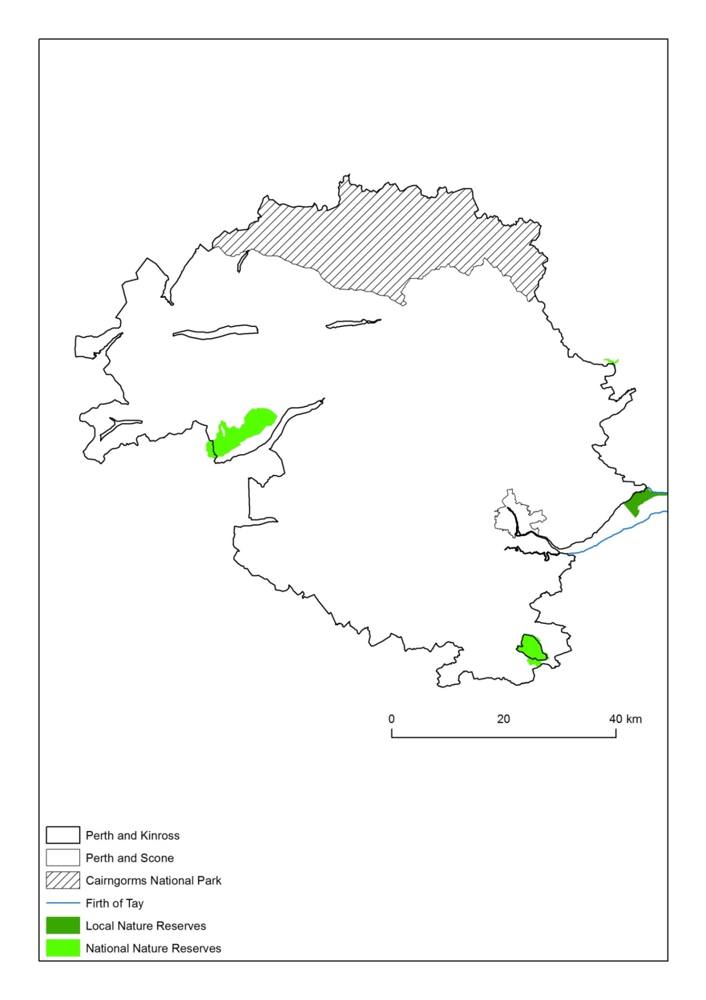 0 20 40 km
Perth and Kinross
Perth and Scone
Cairngorms National Park
Firth of Tay
Local Nature Reserves
National Nature Reserves